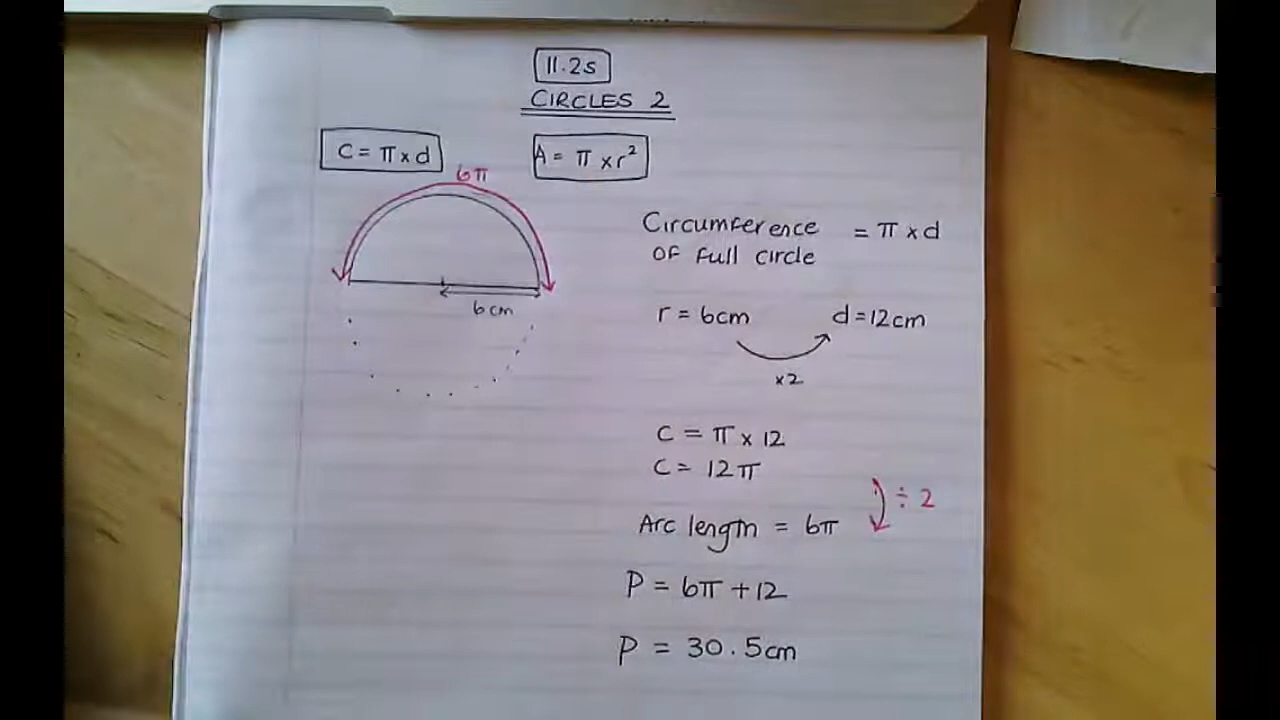 11.2s
CIRCLES 2
C = π × d
A = π × r²
6π
6cm
Circumference = π × d
of full circle
r = 6cm
d = 12cm
×2
C = π × 12
C = 12π
÷ 2
Arc length = 6π
P = 6π + 12
P = 30.5cm